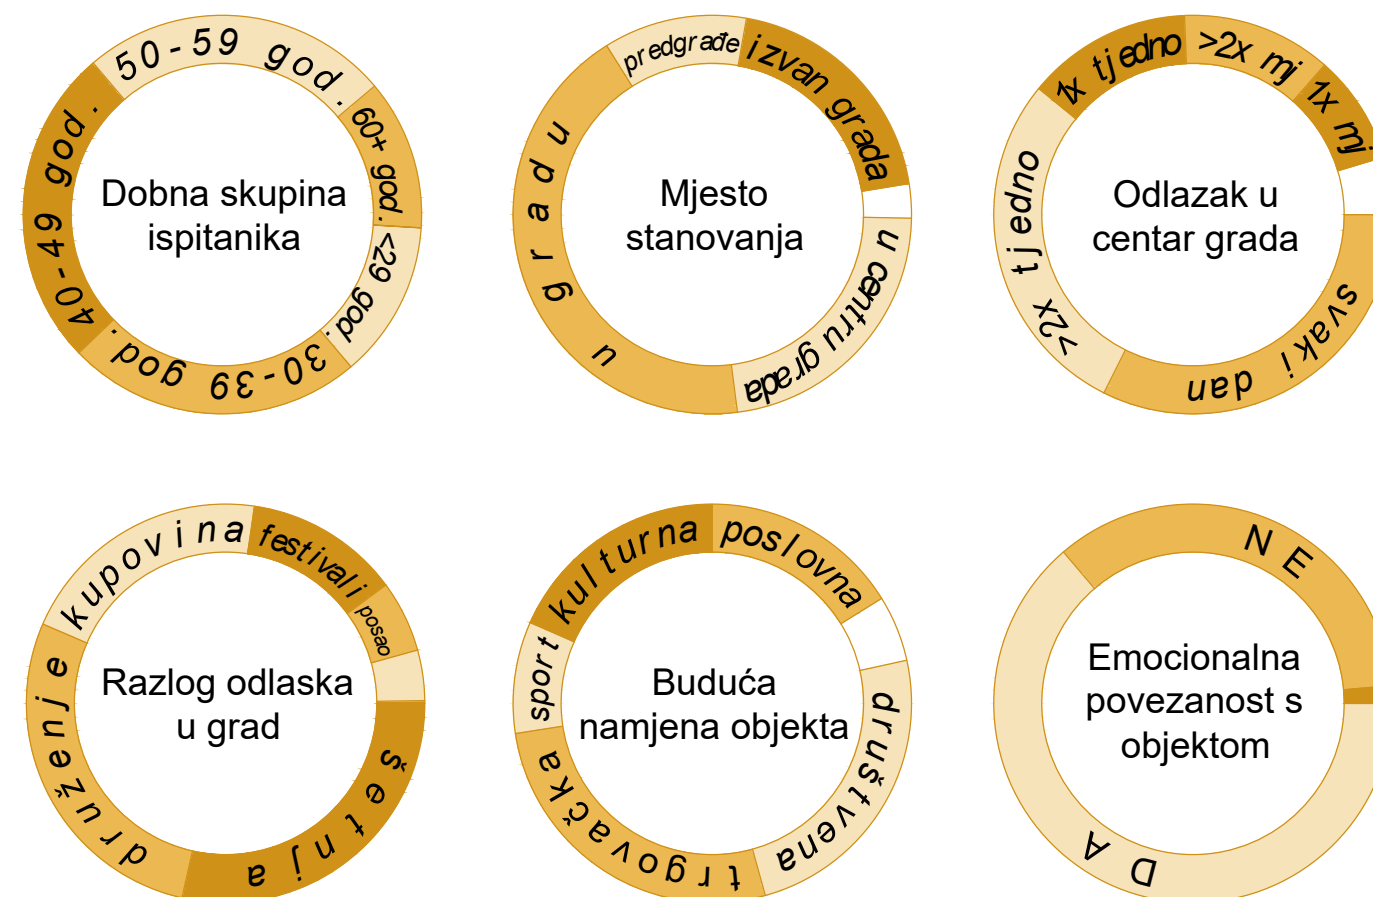 50-59 god.
60+ god.
<29 god.
30-39 god.
40-49 god.
Dobna skupina
ispitanika
predgrađe
izvan grada
u centru grada
u gradu
Mjesto
stanovanja
1x tjedno
>2x mj
1x mj
svaki dan
>2x tjedno
Odlazak u
centar grada
kupovina
festivali
posao
šetnja
druženje
Razlog odlaska
u grad
kulturna
poslovna
društvena
trgovačka
sport
Buduća
namjena objekta
NE
DA
Emocionalna
povezanost s
objektom